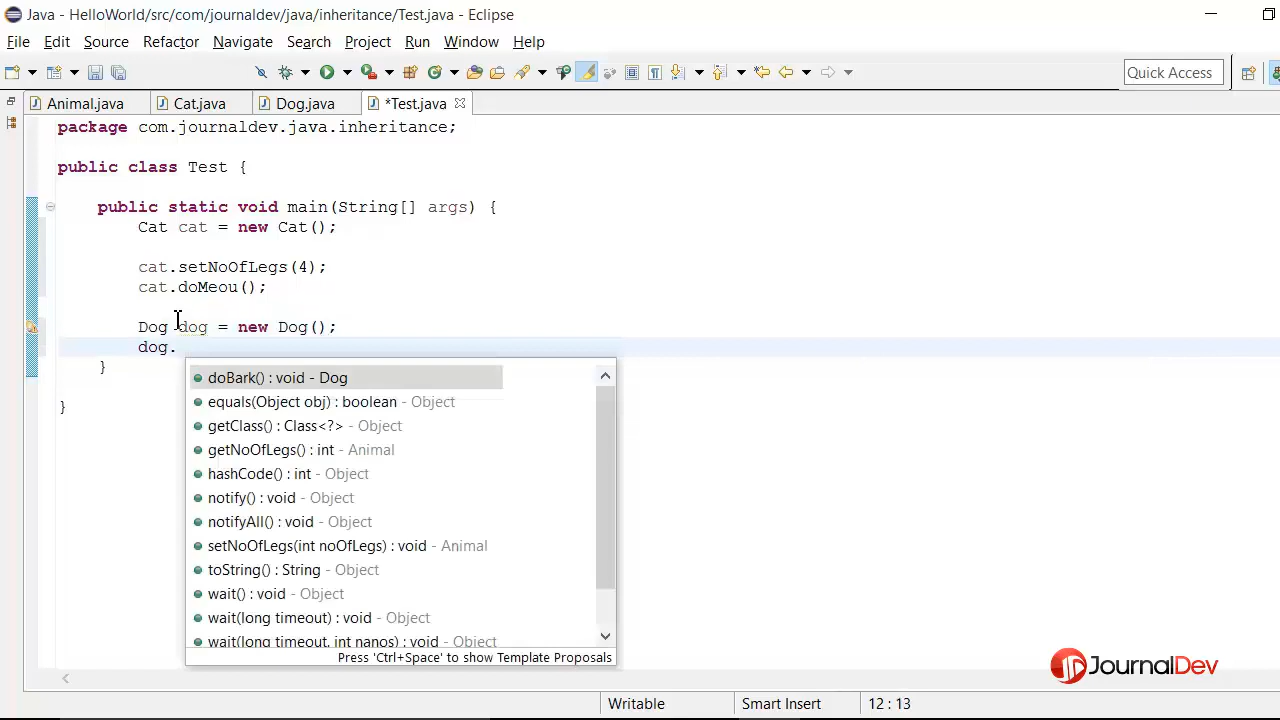 Java - HelloWorld/src/com/journaldev/java/inheritance/Test.java - Eclipse
File Edit Source Refactor Navigate Search Project Run Window Help
Quick Access
Animal.java Cat.java Dog.java *Test.java
package com.journaldev.java.inheritance;
public class Test {
public static void main(String[] args) {
Cat cat = new Cat();
cat.setNoOfLegs(4);
cat.doMeou();
Dog dog = new Dog();
dog.
}
}
doBark() : void - Dog
equals(Object obj) : boolean - Object
getClass() : Class<?> - Object
getNoOfLegs() : int - Animal
hashCode() : int - Object
notify() : void - Object
notifyAll() : void - Object
setNoOfLegs(int noOfLegs) : void - Animal
toString() : String - Object
wait() : void - Object
wait(long timeout) : void - Object
wait(long timeout, int nanos) : void - Object
Press 'Ctrl+Space' to show Template Proposals
JournalDev
Writable Smart Insert 12 : 13